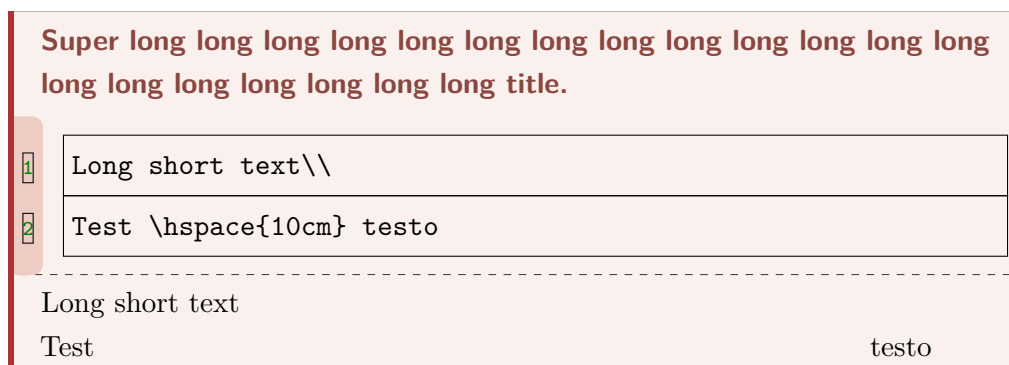 Super long long long long long long long long long long long long long
long long long long long long long title.
1 Long short text\\
2 Test \hspace{10cm} testo
Long short text
Test testo